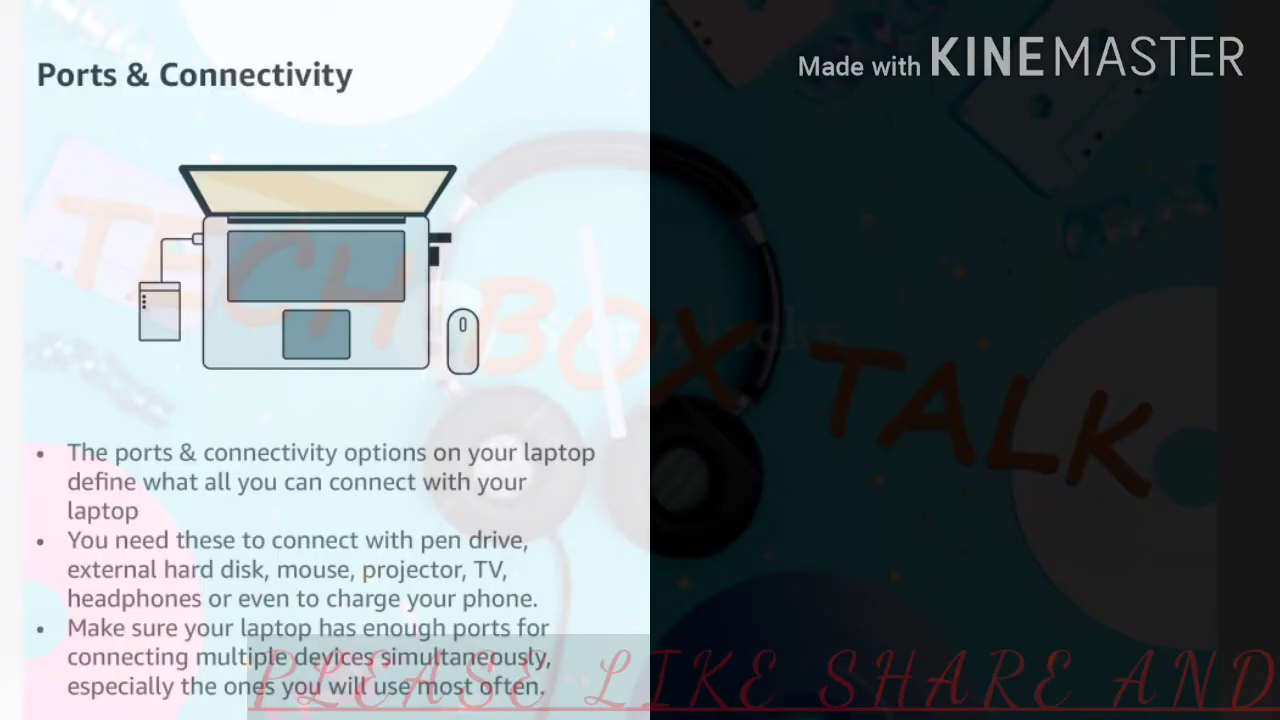 Ports & Connectivity
Made with KINEMASTER
TECH BOX TALK
• The ports & connectivity options on your laptop
define what all you can connect with your
laptop
• You need these to connect with pen drive,
external hard disk, mouse, projector, TV,
headphones or even to charge your phone.
• Make sure your laptop has enough ports for
connecting multiple devices simultaneously,
especially the ones you will use most often.
PLEASE LIKE SHARE AND